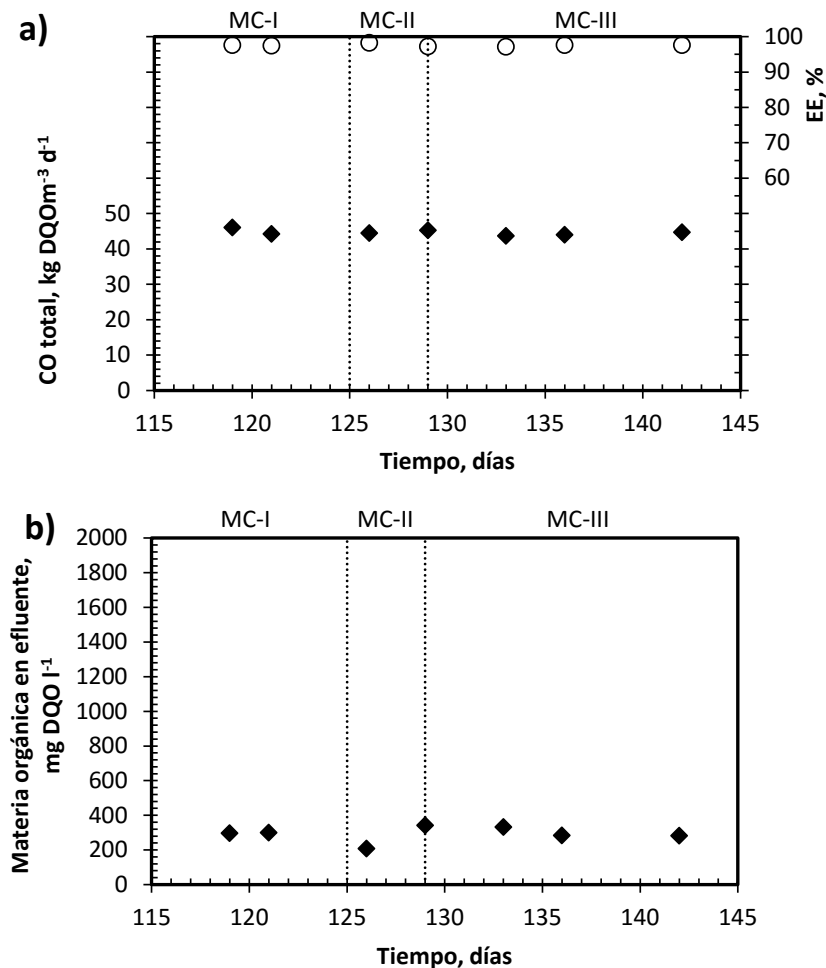 a)
MC-I MC-II MC-III
CO total, kg DQOm⁻³ d⁻¹
EE, %
50
40
30
20
10
0
100
90
80
70
60
115 120 125 130 135 140 145
Tiempo, días
b)
MC-I MC-II MC-III
Materia orgánica en efluente,
mg DQO l⁻¹
2000
1800
1600
1400
1200
1000
800
600
400
200
0
115 120 125 130 135 140 145
Tiempo, días